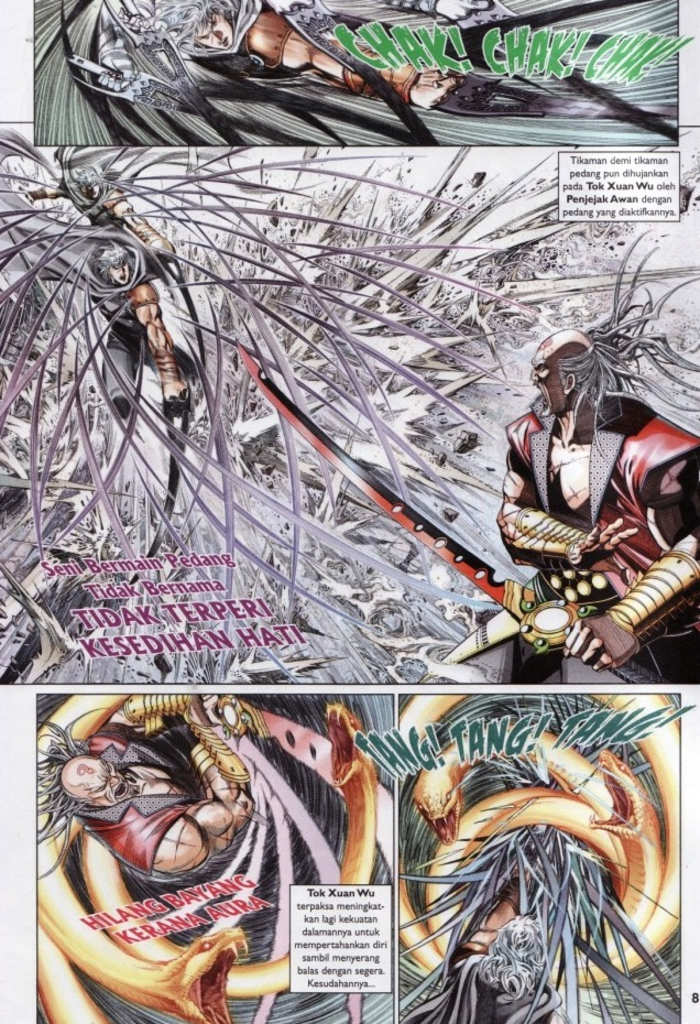 CHAK! CHAK! CHAK!
Tikaman demi tikaman
pedang pun dihujankan
pada Tok Xuan Wu oleh
Penjejak Awan dengan
pedang yang diaktifkannya.
Seni Bermain Pedang
Tidak Bernama
TIDAK TERPERI
KESEDIHAN HATI
TANG! TANG! TANG!
HILANG BAYANG
KERANA AURA
Tok Xuan Wu
terpaksa meningkat-
kan lagi kekuatan
dalamannya untuk
mempertahankan diri
sambil menyerang
balas dengan segera.
Kesudahannya...
8